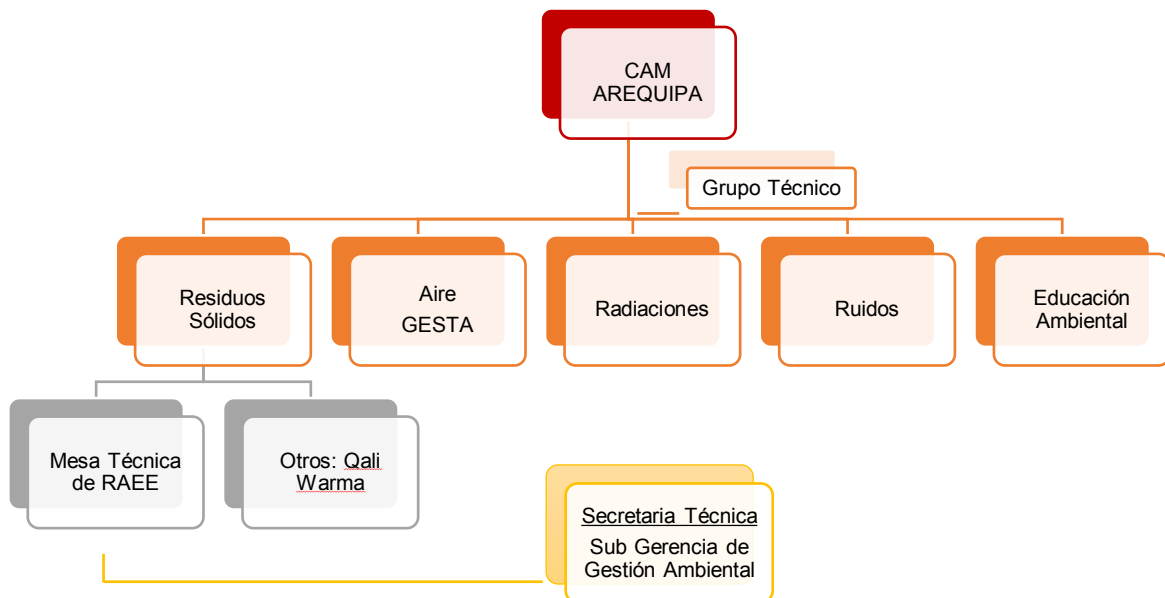 CAM
AREQUIPA
Grupo Técnico
Residuos
Sólidos
Aire
GESTA
Radiaciones
Ruidos
Educación
Ambiental
Mesa Técnica
de RAEE
Otros: Qali
Warma
Secretaria Técnica
Sub Gerencia de
Gestión Ambiental